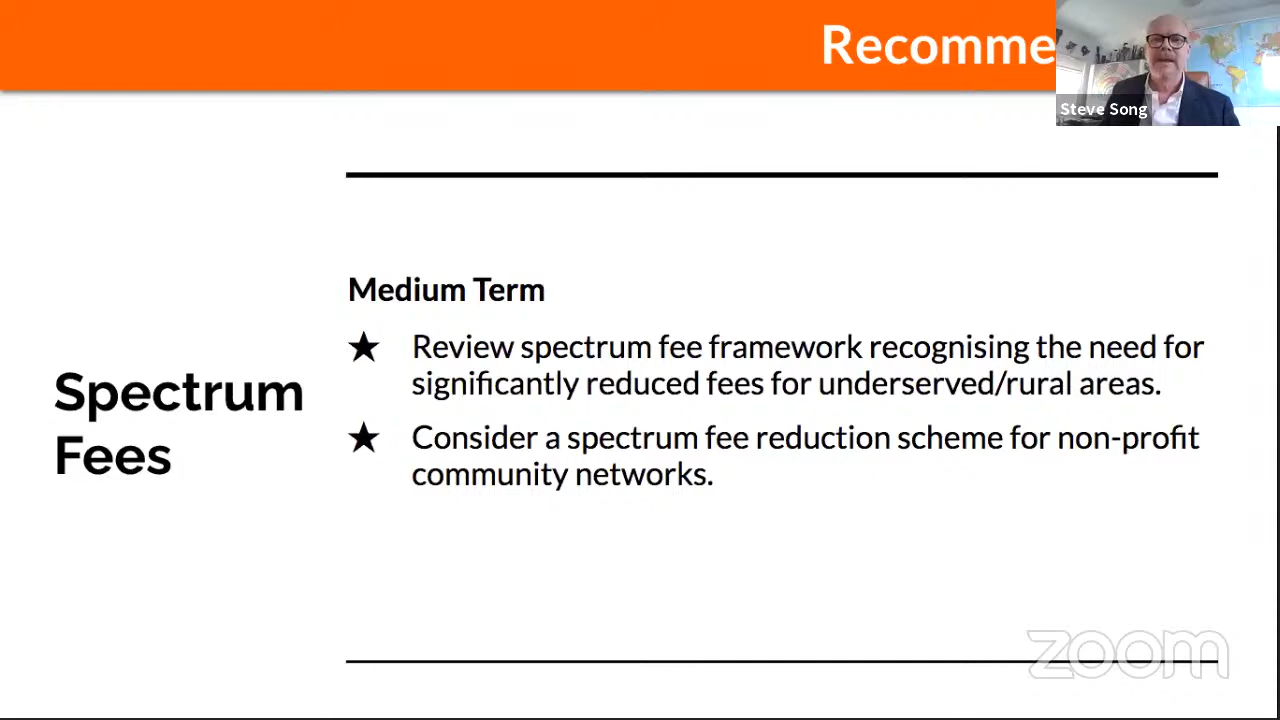 Recomme
Steve Song
Medium Term
★ Review spectrum fee framework recognising the need for
significantly reduced fees for underserved/rural areas.
★ Consider a spectrum fee reduction scheme for non-profit
community networks.
Spectrum
Fees
zoom